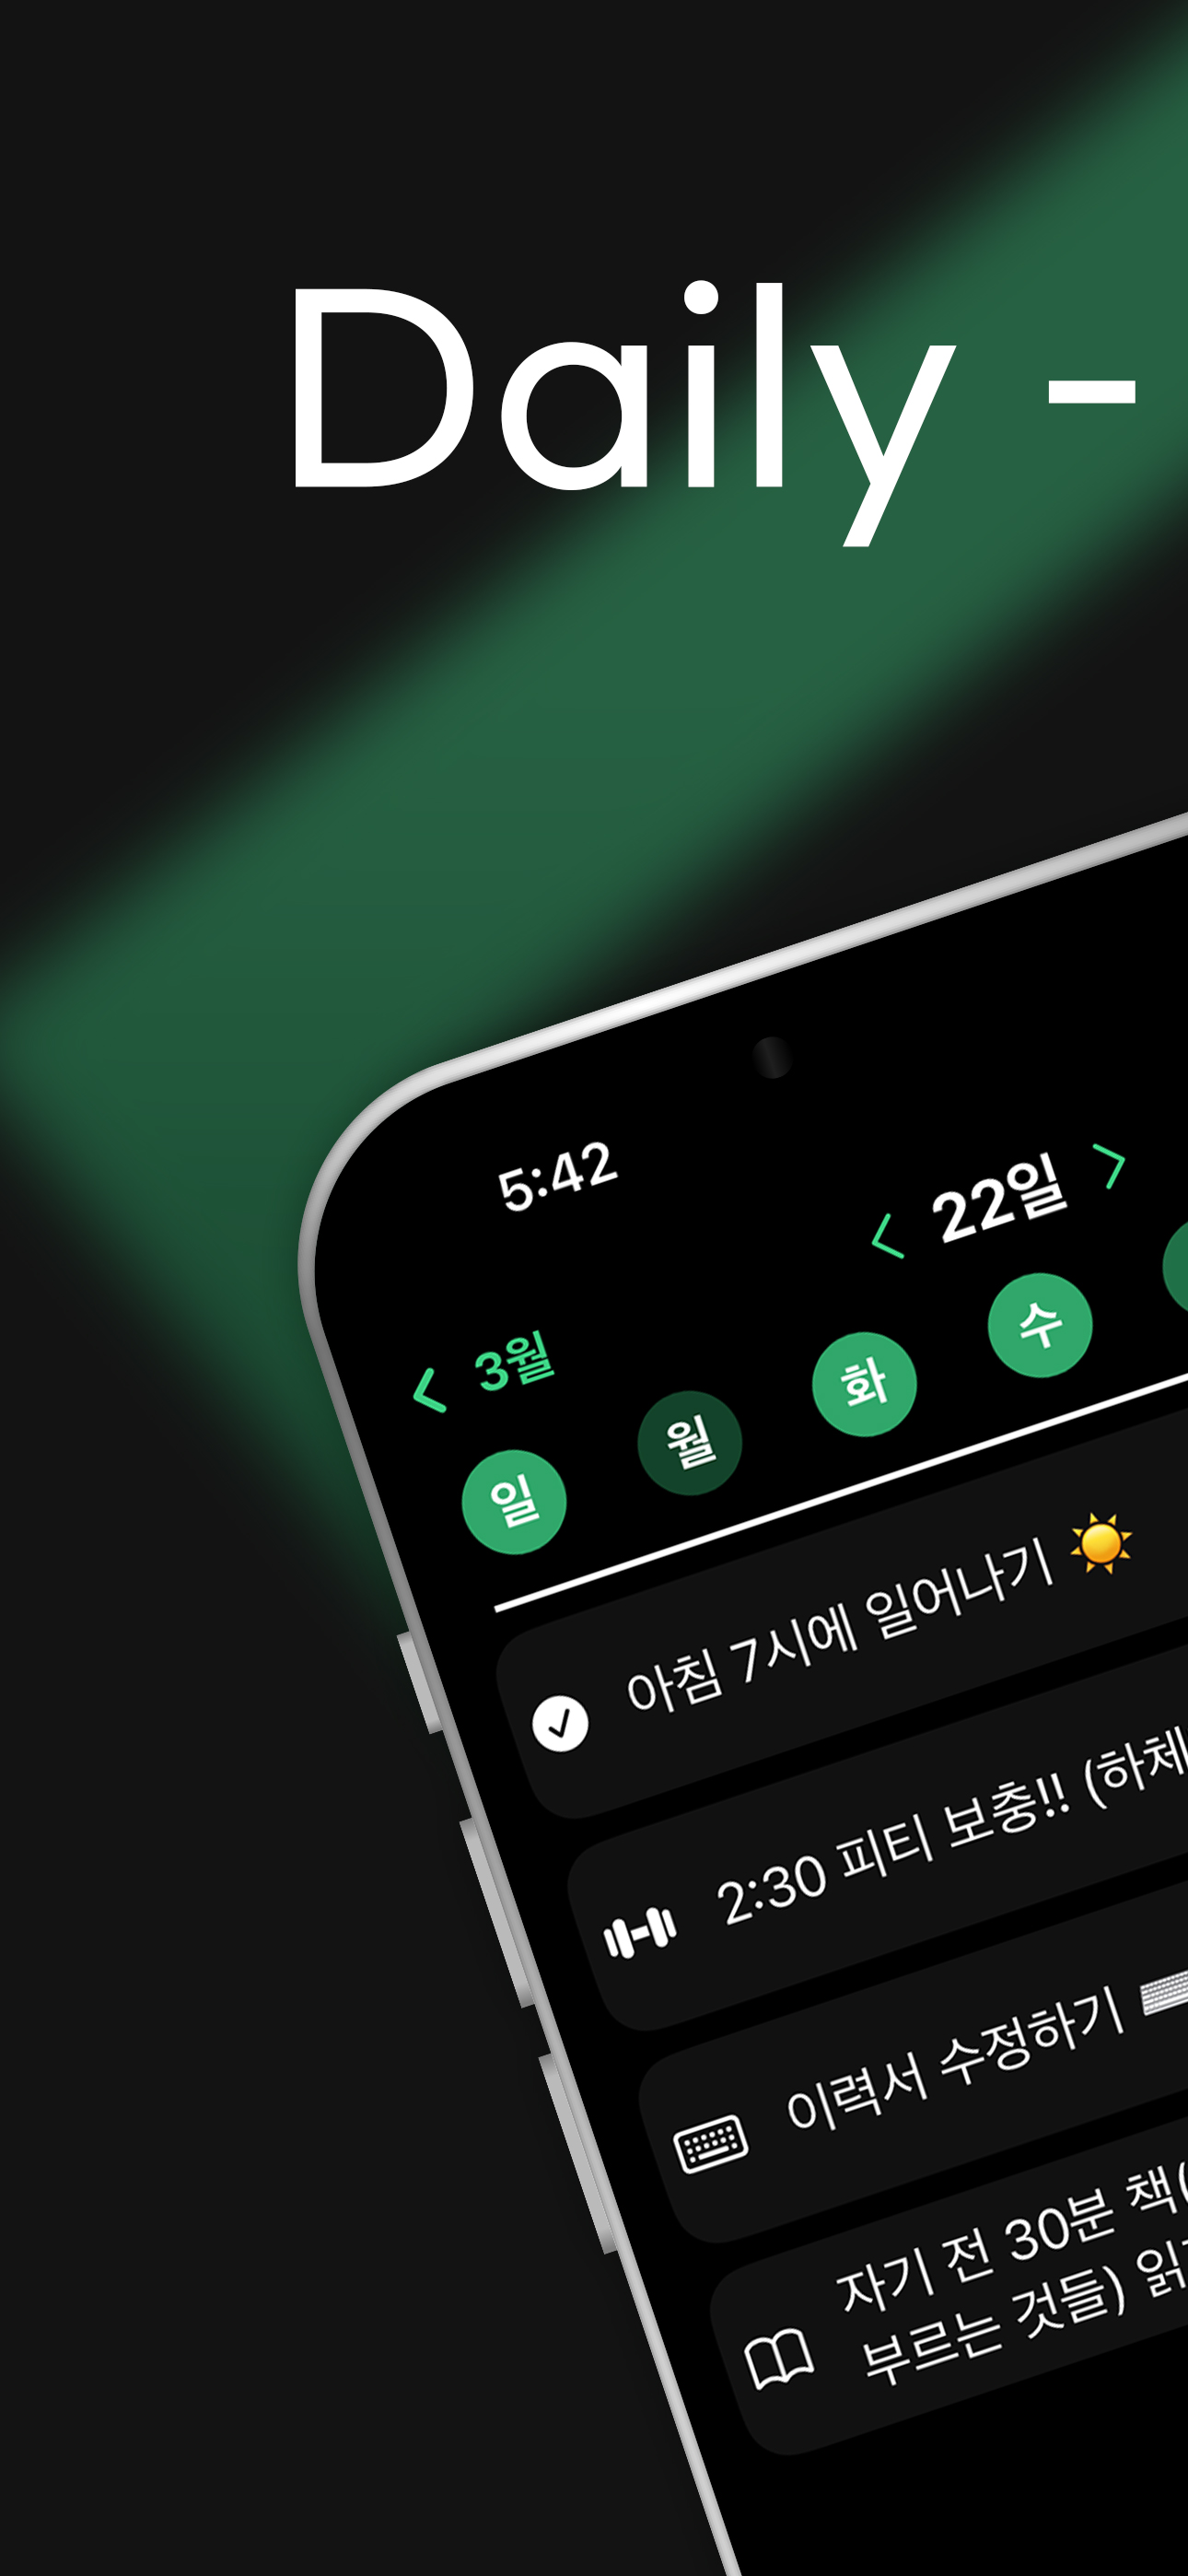 Daily -
5:42
< 22일 >
< 3월
일 월 화 수
아침 7시에 일어나기 ☀️
2:30 피티 보충!! (하체
이력서 수정하기
자기 전 30분 책(
부르는 것들)